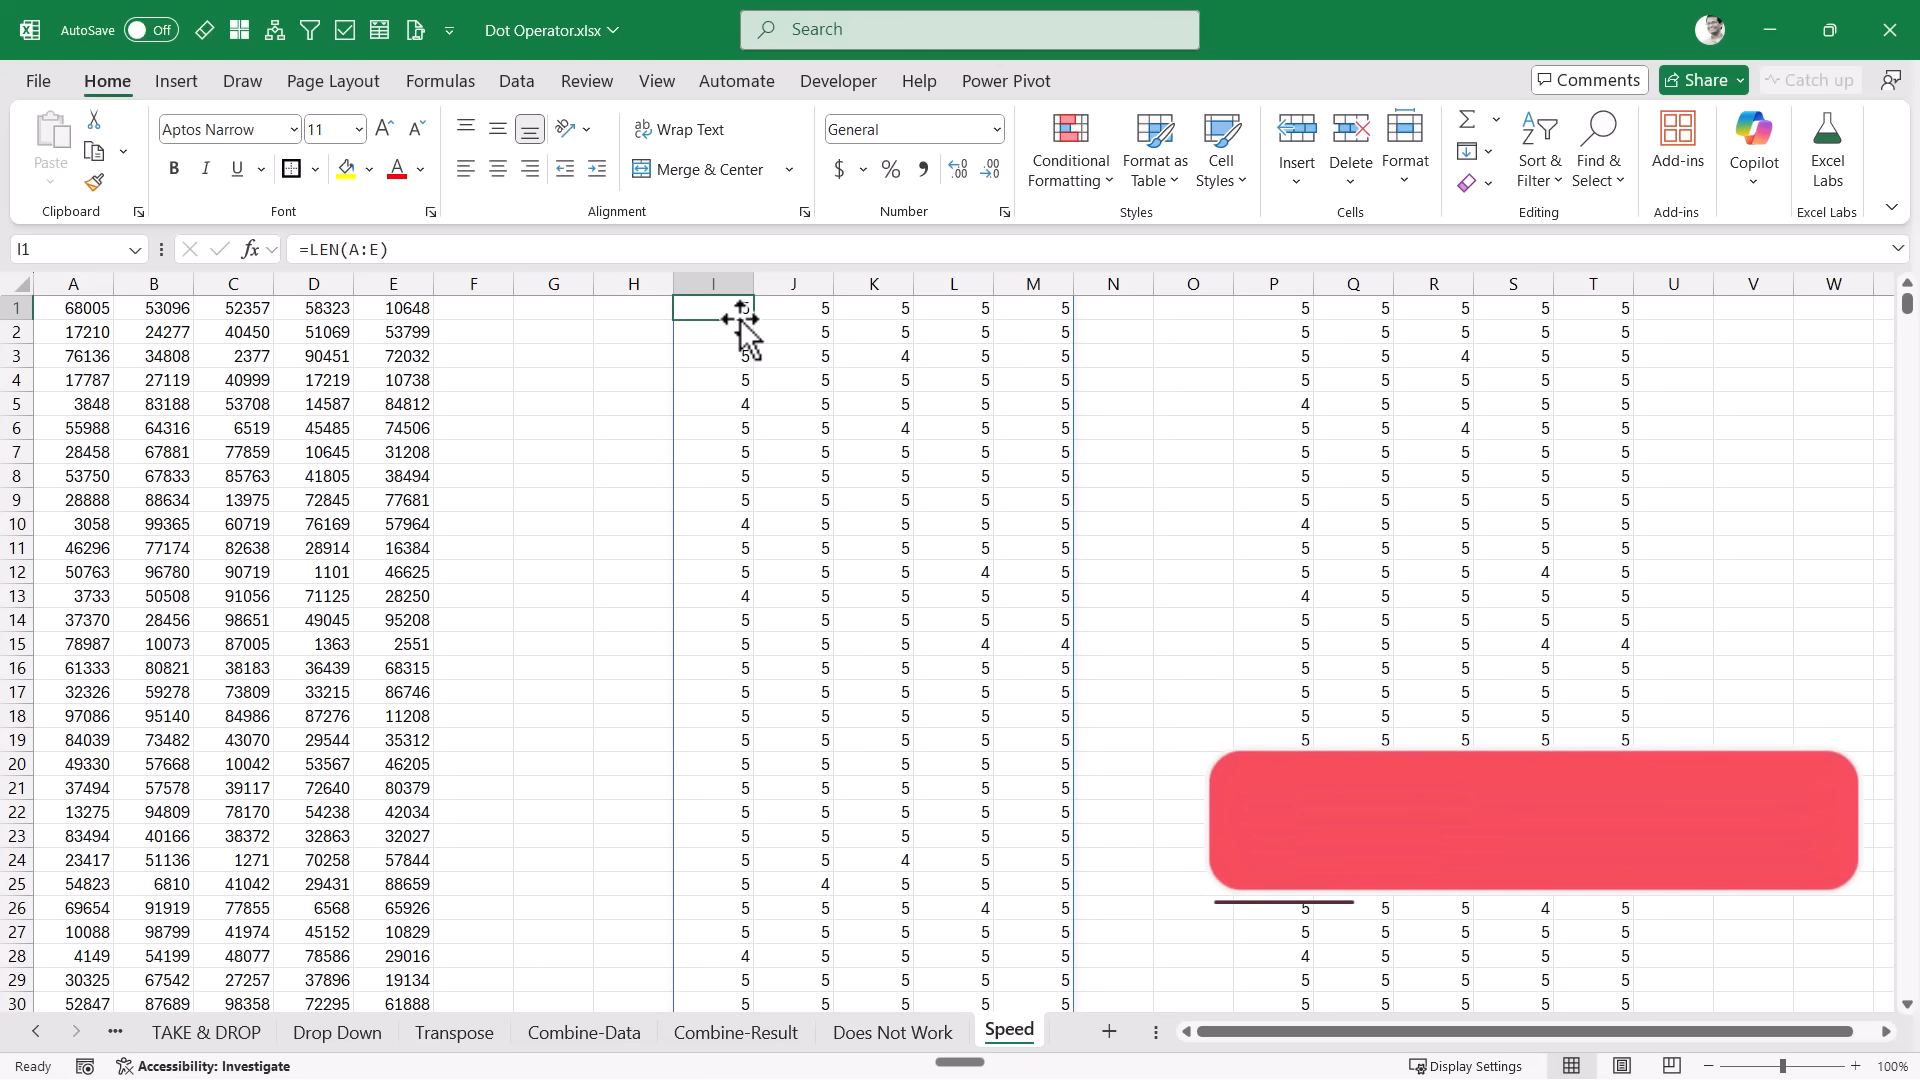 AutoSave Off Dot Operator.xlsx Search
File Home Insert Draw Page Layout Formulas Data Review View Automate Developer Help Power Pivot Comments Share Catch up
Paste Aptos Narrow 11 Wrap Text General Conditional Formatting Format as Table Cell Styles Insert Delete Format Sort & Filter Find & Select Add-ins Copilot Excel Labs
B I U Merge & Center $ %
Clipboard Font Alignment Number Styles Cells Editing Add-ins Excel Labs
I1 fx =LEN(A:E)
A B C D E F G H I J K L M N O P Q R S T U V W
1 68005 53096 52357 58323 10648 5 5 5 5 5 5 5 5 5
2 17210 24277 40450 51069 53799 5 5 5 5 5 5 5 5 5
3 76136 34808 2377 90451 72032 5 5 4 5 5 5 5 4 5 5
4 17787 27119 40999 17219 10738 5 5 5 5 5 5 5 5 5 5
5 3848 83188 53708 14587 84812 4 5 5 5 5 4 5 5 5 5
6 55988 64316 6519 45485 74506 5 5 4 5 5 5 5 4 5 5
7 28458 67881 77859 10645 31208 5 5 5 5 5 5 5 5 5 5
8 53750 67833 85763 41805 38494 5 5 5 5 5 5 5 5 5 5
9 28888 88634 13975 72845 77681 5 5 5 5 5 5 5 5 5 5
10 3058 99365 60719 76169 57964 4 5 5 5 5 4 5 5 5 5
11 46296 77174 82638 28914 16384 5 5 5 5 5 5 5 5 5 5
12 50763 96780 90719 1101 46625 5 5 5 4 5 5 5 5 4 5
13 3733 50508 91056 71125 28250 4 5 5 5 5 4 5 5 5 5
14 37370 28456 98651 49045 95208 5 5 5 5 5 5 5 5 5 5
15 78987 10073 87005 1363 2551 5 5 5 4 4 5 5 5 4 4
16 61333 80821 38183 36439 68315 5 5 5 5 5 5 5 5 5 5
17 32326 59278 73809 33215 86746 5 5 5 5 5 5 5 5 5 5
18 97086 95140 84986 87276 11208 5 5 5 5 5 5 5 5 5 5
19 84039 73482 43070 29544 35312 5 5 5 5 5 5 5 5 5 5
20 49330 57668 10042 53567 46205 5 5 5 5 5
21 37494 57578 39117 72640 80379 5 5 5 5 5
22 13275 94809 78170 54238 42034 5 5 5 5 5
23 83494 40166 38372 32863 32027 5 5 5 5 5
24 23417 51136 1271 70258 57844 5 5 4 5 5
25 54823 6810 41042 29431 88659 5 4 5 5 5
26 69654 91919 77855 6568 65926 5 5 5 4 5 5 5 5 4 5
27 10088 98799 41974 45152 10829 5 5 5 5 5 5 5 5 5 5
28 4149 54199 48077 78586 29016 4 5 5 5 5 4 5 5 5 5
29 30325 67542 27257 37896 19134 5 5 5 5 5 5 5 5 5 5
30 52847 87689 98358 72295 61888 5 5 5 5 5 5 5 5 5 5
TAKE & DROP Drop Down Transpose Combine-Data Combine-Result Does Not Work Speed
Ready Accessibility: Investigate Display Settings 100%